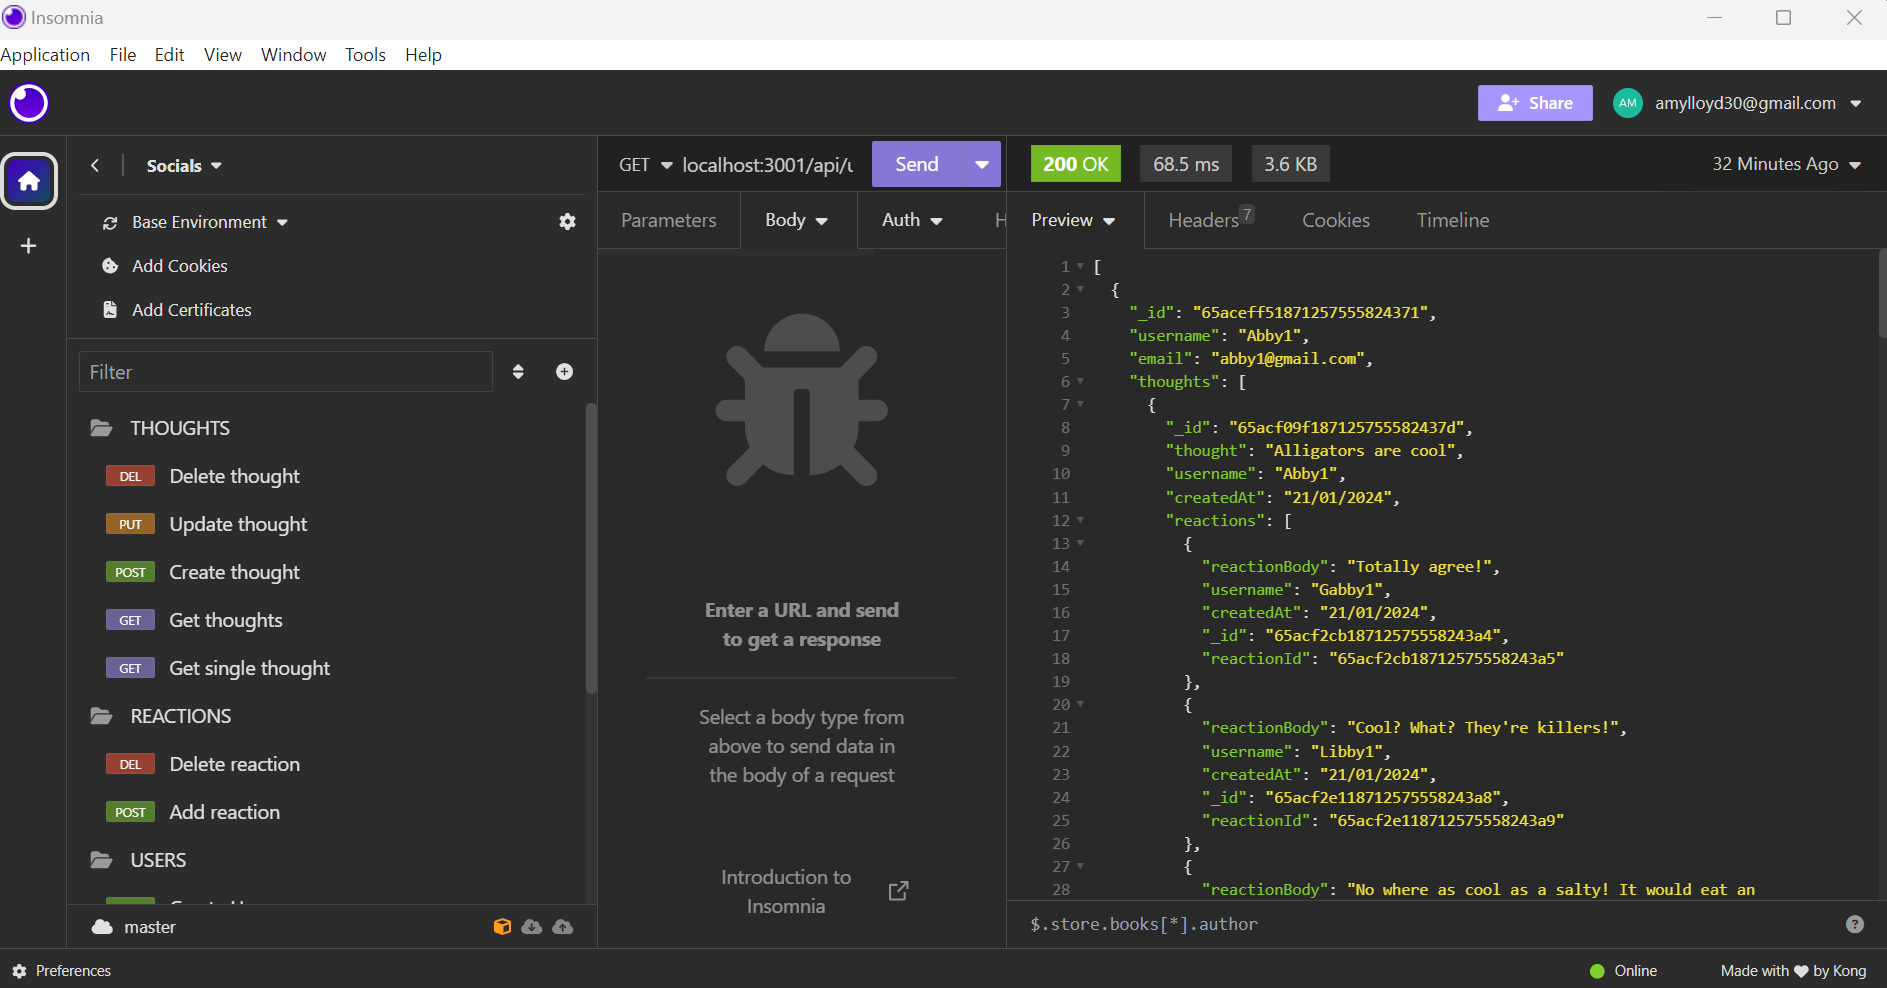 Insomnia
Application File Edit View Window Tools Help
Share AM amylloyd30@gmail.com
Socials
Base Environment
Add Cookies
Add Certificates
Filter
THOUGHTS
DEL Delete thought
PUT Update thought
POST Create thought
GET Get thoughts
GET Get single thought
REACTIONS
DEL Delete reaction
POST Add reaction
USERS
master
GET localhost:3001/api/u Send
Parameters Body Auth H
Enter a URL and send
to get a response
Select a body type from
above to send data in
the body of a request
Introduction to
Insomnia
200 OK 68.5 ms 3.6 KB 32 Minutes Ago
Preview Headers 7 Cookies Timeline
1 [
2 {
3 "_id": "65aceff51871257555824371",
4 "username": "Abby1",
5 "email": "abby1@gmail.com",
6 "thoughts": [
7 {
8 "_id": "65acf09f187125755582437d",
9 "thought": "Alligators are cool",
10 "username": "Abby1",
11 "createdAt": "21/01/2024",
12 "reactions": [
13 {
14 "reactionBody": "Totally agree!",
15 "username": "Gabby1",
16 "createdAt": "21/01/2024",
17 "_id": "65acf2cb18712575558243a4",
18 "reactionId": "65acf2cb18712575558243a5"
19 },
20 {
21 "reactionBody": "Cool? What? They're killers!",
22 "username": "Libby1",
23 "createdAt": "21/01/2024",
24 "_id": "65acf2e118712575558243a8",
25 "reactionId": "65acf2e118712575558243a9"
26 },
27 {
28 "reactionBody": "No where as cool as a salty! It would eat an
$.store.books[*].author
Preferences
Online Made with ❤ by Kong